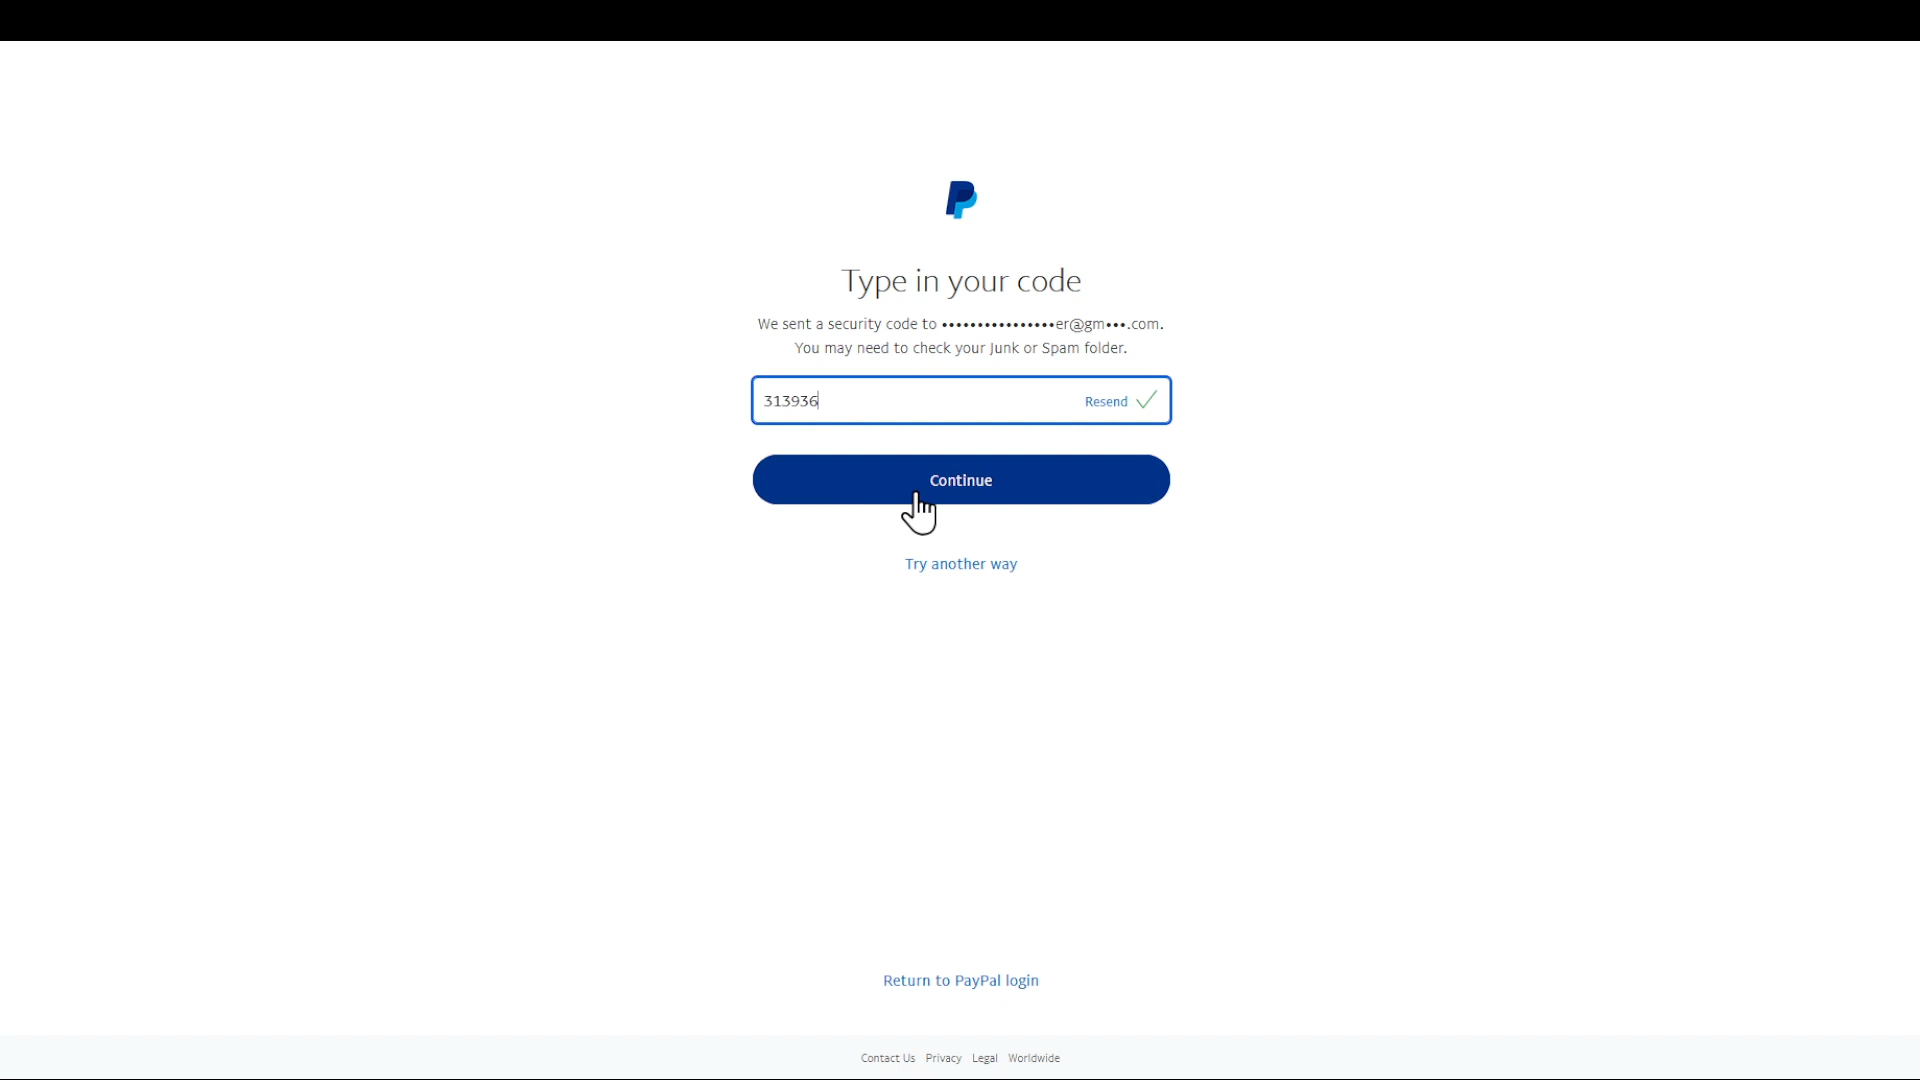 Type in your code
We sent a security code to ••••••••••••••••er@gm•••.com.
You may need to check your Junk or Spam folder.
313936 Resend
Continue
Try another way
Return to PayPal login
Contact Us Privacy Legal Worldwide